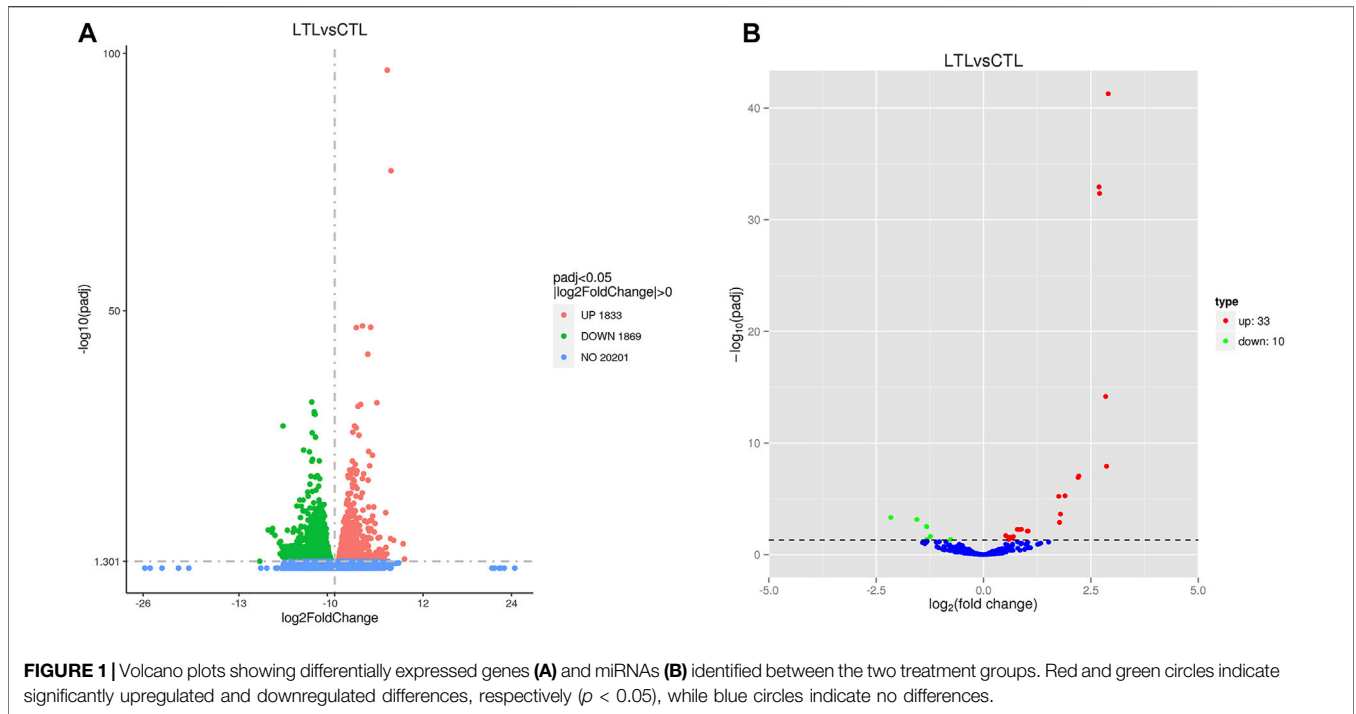 A
LTLvsCTL
100
50
1.301
-log10(padj)
-26 -13 -10 12 24
log2FoldChange
padj<0.05
|log2FoldChange|>0
UP 1833
DOWN 1869
NO 20201
B
LTLvsCTL
40
30
20
10
0
−log10(padj)
-5.0 -2.5 0.0 2.5 5.0
log2(fold change)
type
up: 33
down: 10
FIGURE 1 | Volcano plots showing differentially expressed genes (A) and miRNAs (B) identified between the two treatment groups. Red and green circles indicate
significantly upregulated and downregulated differences, respectively (p < 0.05), while blue circles indicate no differences.